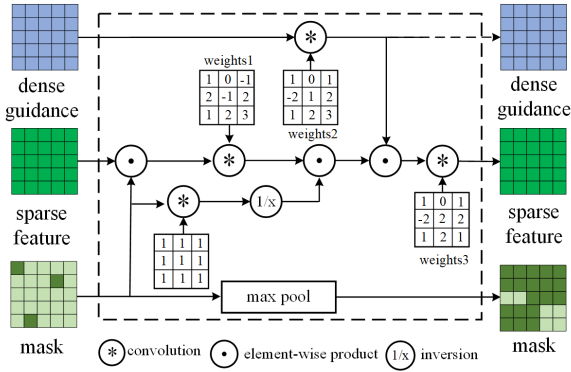 weights1
1 0 -1
2 -1 2
1 2 3
1 0 1
-2 1 2
1 2 3
weights2
dense
guidance
dense
guidance
1/x
1 1 1
1 1 1
1 1 1
1 0 1
-2 2 2
1 2 1
weights3
sparse
feature
sparse
feature
max pool
mask
mask
* convolution
element-wise product
1/x inversion